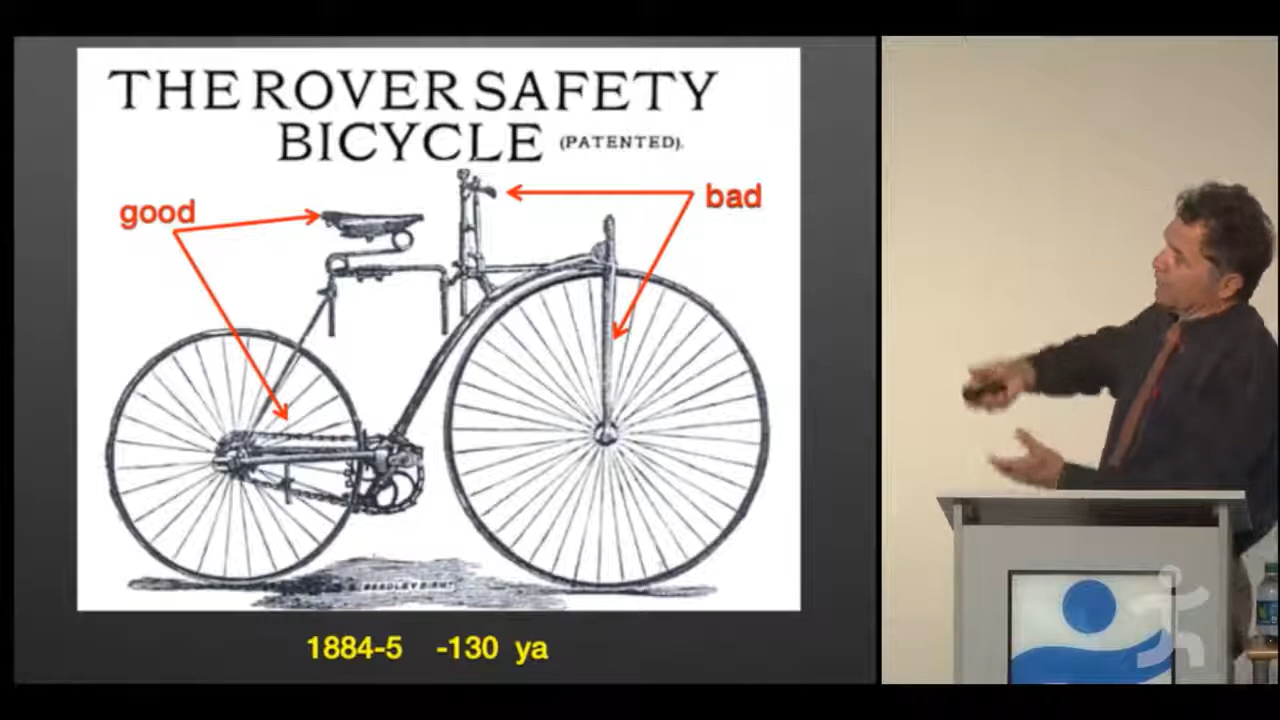 THE ROVER SAFETY
BICYCLE (PATENTED).
good
bad
1884-5 -130 ya